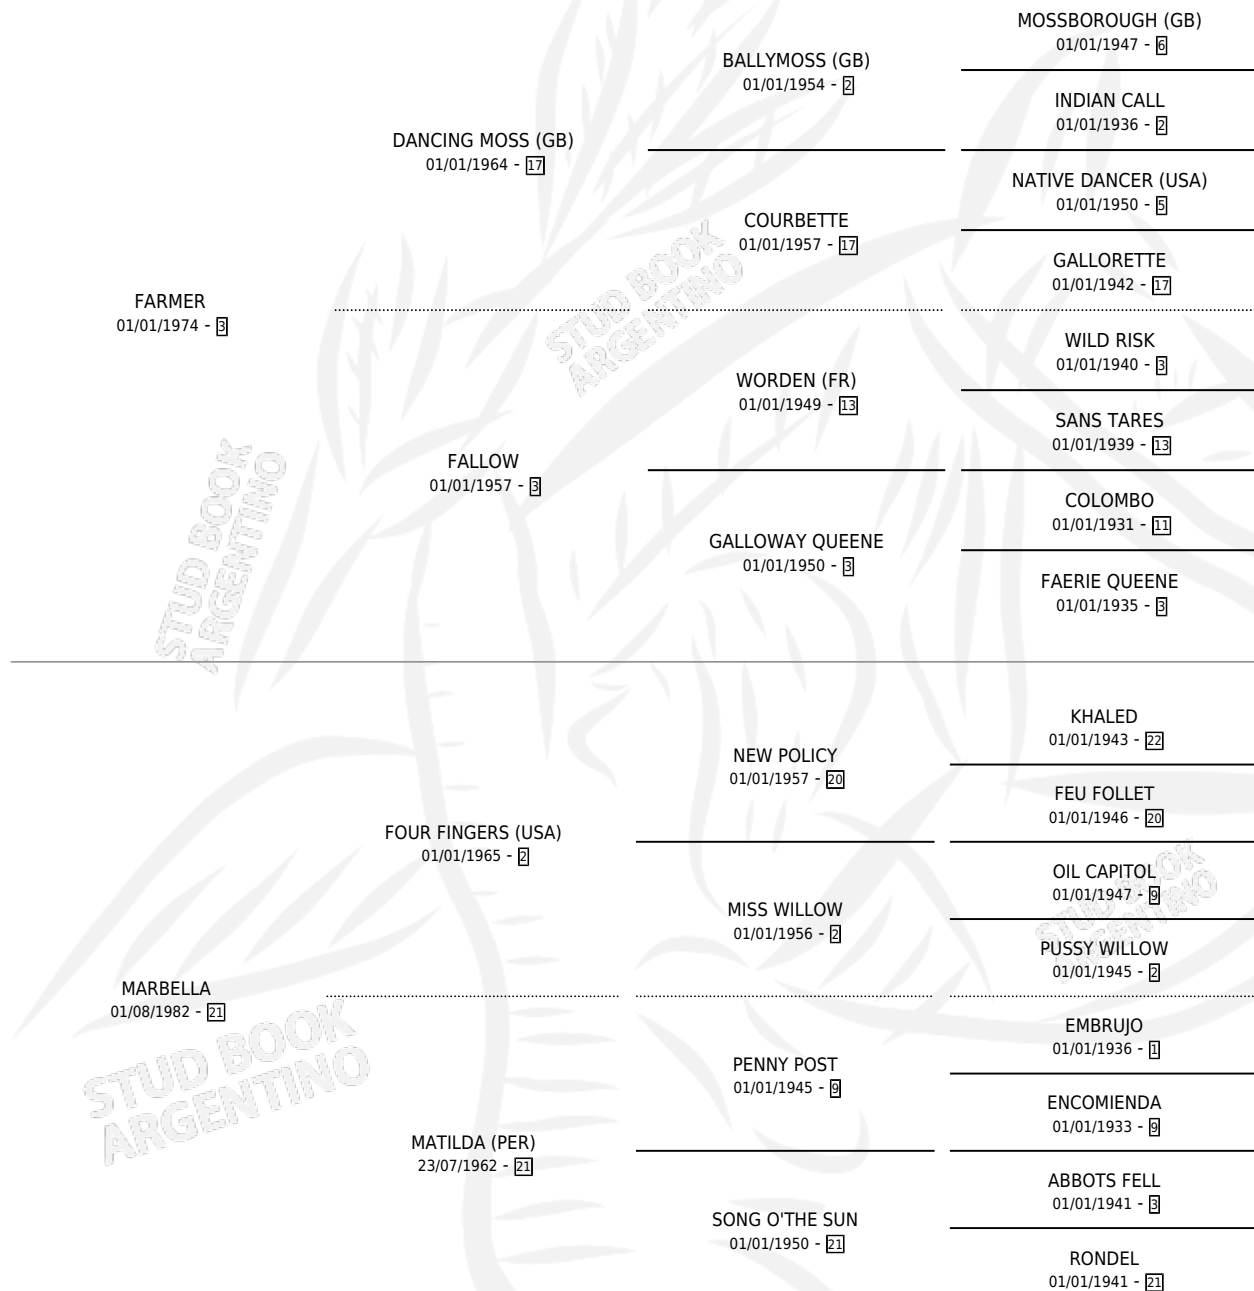 MOSSBOROUGH (GB)
01/01/1947 - 6
BALLYMOSS (GB)
01/01/1954 - 2
INDIAN CALL
01/01/1936 - 2
DANCING MOSS (GB)
01/01/1964 - 17
NATIVE DANCER (USA)
01/01/1950 - 5
COURBETTE
01/01/1957 - 17
GALLORETTE
01/01/1942 - 17
FARMER
01/01/1974 - 3
WILD RISK
01/01/1940 - 3
WORDEN (FR)
01/01/1949 - 13
SANS TARES
01/01/1939 - 13
FALLOW
01/01/1957 - 3
COLOMBO
01/01/1931 - 11
GALLOWAY QUEENE
01/01/1950 - 3
FAERIE QUEENE
01/01/1935 - 3
KHALED
01/01/1943 - 22
NEW POLICY
01/01/1957 - 20
FEU FOLLET
01/01/1946 - 20
FOUR FINGERS (USA)
01/01/1965 - 2
OIL CAPITOL
01/01/1947 - 9
MISS WILLOW
01/01/1956 - 2
PUSSY WILLOW
01/01/1945 - 2
MARBELLA
01/08/1982 - 21
EMBRUJO
01/01/1936 - 1
PENNY POST
01/01/1945 - 9
ENCOMIENDA
01/01/1933 - 9
MATILDA (PER)
23/07/1962 - 21
ABBOTS FELL
01/01/1941 - 3
SONG O'THE SUN
01/01/1950 - 21
RONDEL
01/01/1941 - 21
STUD BOOK
ARGENTINO
STUD BOOK
ARGENTINO
STUD BOOK
ARGENTINO
STUD BOOK
ARGENTINO